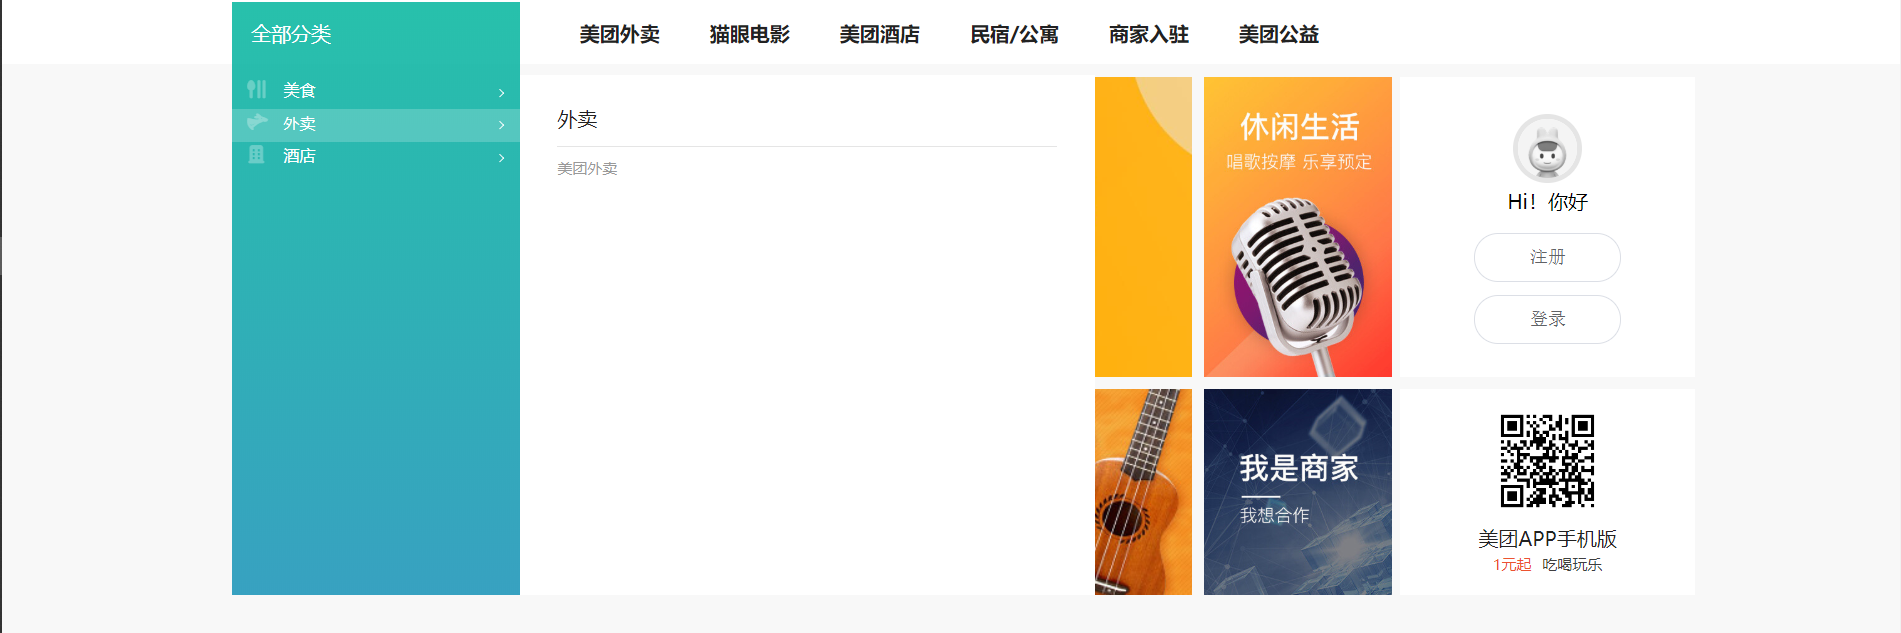 全部分类
美团外卖 猫眼电影 美团酒店 民宿/公寓 商家入驻 美团公益
美食
外卖
酒店
外卖
美团外卖
休闲生活
唱歌按摩 乐享预定
Hi！你好
注册
登录
我是商家
我想合作
美团APP手机版
1元起 吃喝玩乐